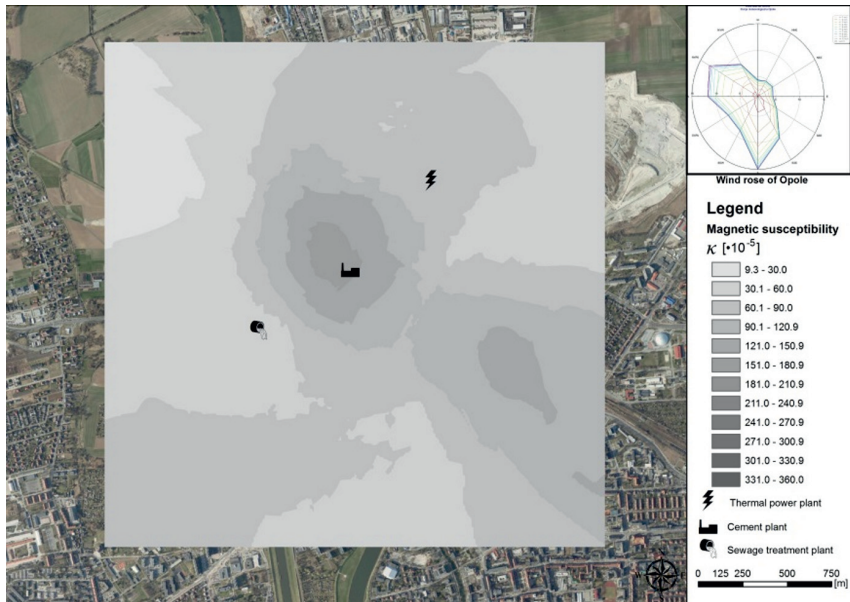 Wind rose of Opole
Legend
Magnetic susceptibility
κ [•10⁻⁵]
9.3 - 30.0
30.1 - 60.0
60.1 - 90.0
90.1 - 120.9
121.0 - 150.9
151.0 - 180.9
181.0 - 210.9
211.0 - 240.9
241.0 - 270.9
271.0 - 300.9
301.0 - 330.9
331.0 - 360.0
Thermal power plant
Cement plant
Sewage treatment plant
0 125 250 500 750
[m]